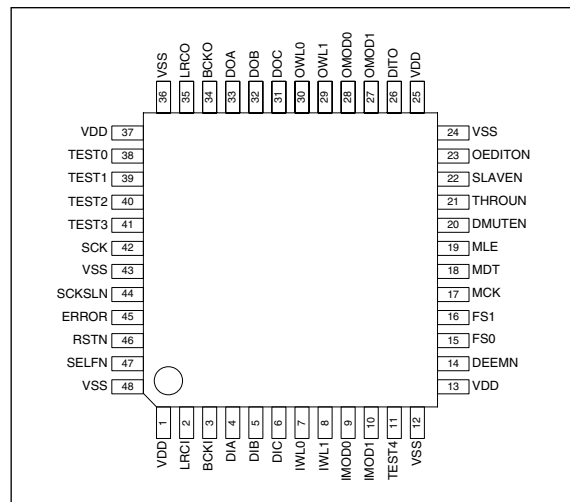 VSS LRCO BCKO DOA DOB DOC OWL0 OWL1 OMOD0 OMOD1 DITO VDD
36 35 34 33 32 31 30 29 28 27 26 25
VDD 37 24 VSS
TEST0 38 23 OEDITON
TEST1 39 22 SLAVEN
TEST2 40 21 THROUN
TEST3 41 20 DMUTEN
SCK 42 19 MLE
VSS 43 18 MDT
SCKSLN 44 17 MCK
ERROR 45 16 FS1
RSTN 46 15 FS0
SELFN 47 14 DEEMN
VSS 48 13 VDD
1 2 3 4 5 6 7 8 9 10 11 12
VDD LRCI BCKI DIA DIB DIC IWL0 IWL1 IMOD0 IMOD1 TEST4 VSS